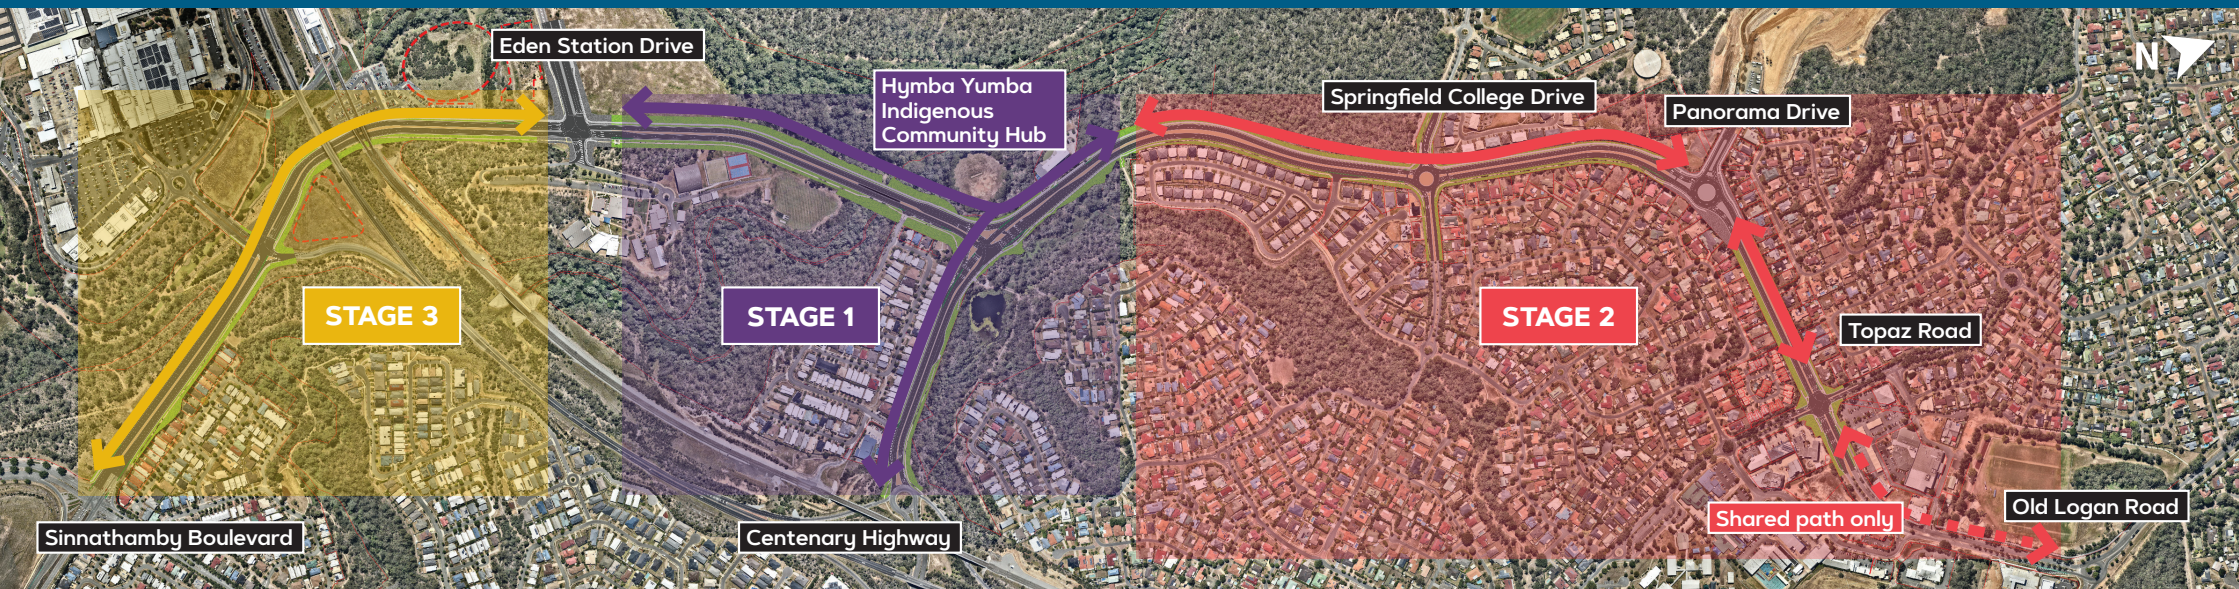 Eden Station Drive
Hymba Yumba
Indigenous
Community Hub
Springfield College Drive
Panorama Drive
N
STAGE 3
STAGE 1
STAGE 2
Topaz Road
Sinnathamby Boulevard
Centenary Highway
Shared path only
Old Logan Road